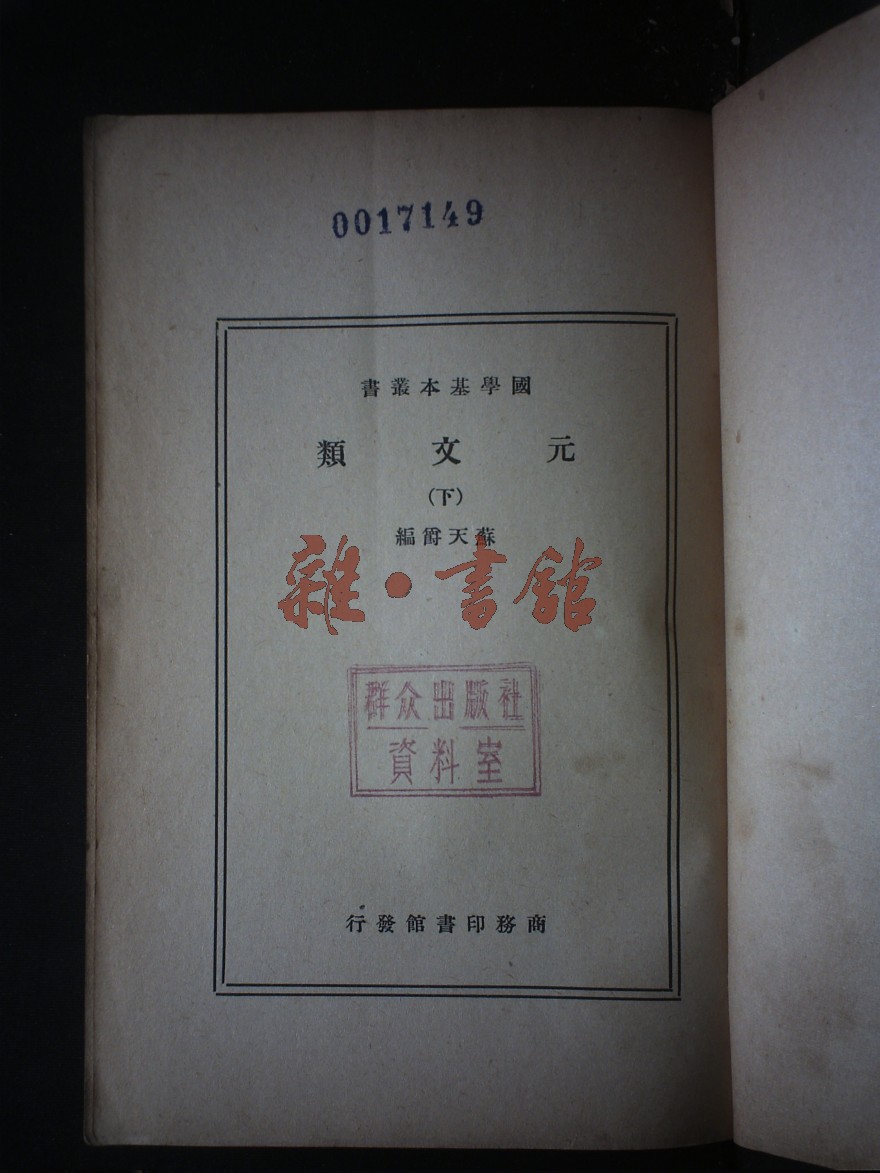 0017149
國學基本叢書
元文類
(下)
蘇天爵編
雜·書館
群众出版社
資料室
商務印書館發行